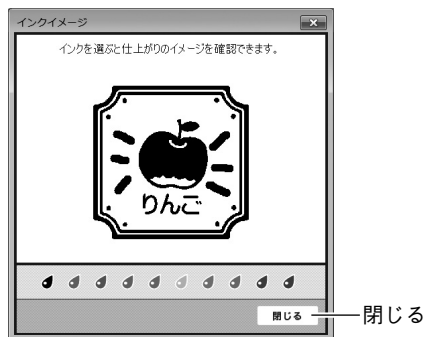 インクイメージ
インクを選ぶと仕上がりのイメージを確認できます。
りんご
閉じる
閉じる